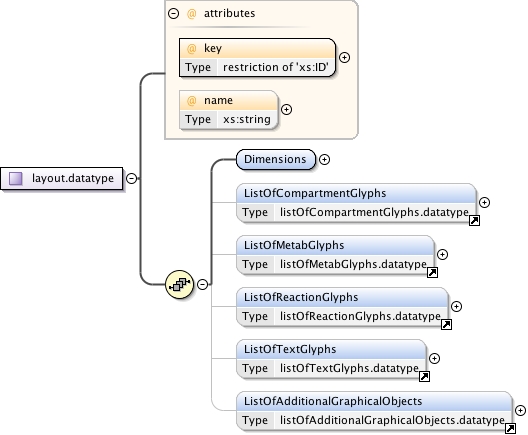 @ attributes
@ key
Type restriction of 'xs:ID'
@ name
Type xs:string
layout.datatype
Dimensions
ListOfCompartmentGlyphs
Type listOfCompartmentGlyphs.datatype
ListOfMetabGlyphs
Type listOfMetabGlyphs.datatype
ListOfReactionGlyphs
Type listOfReactionGlyphs.datatype
ListOfTextGlyphs
Type listOfTextGlyphs.datatype
ListOfAdditionalGraphicalObjects
Type listOfAdditionalGraphicalObjects.datatype